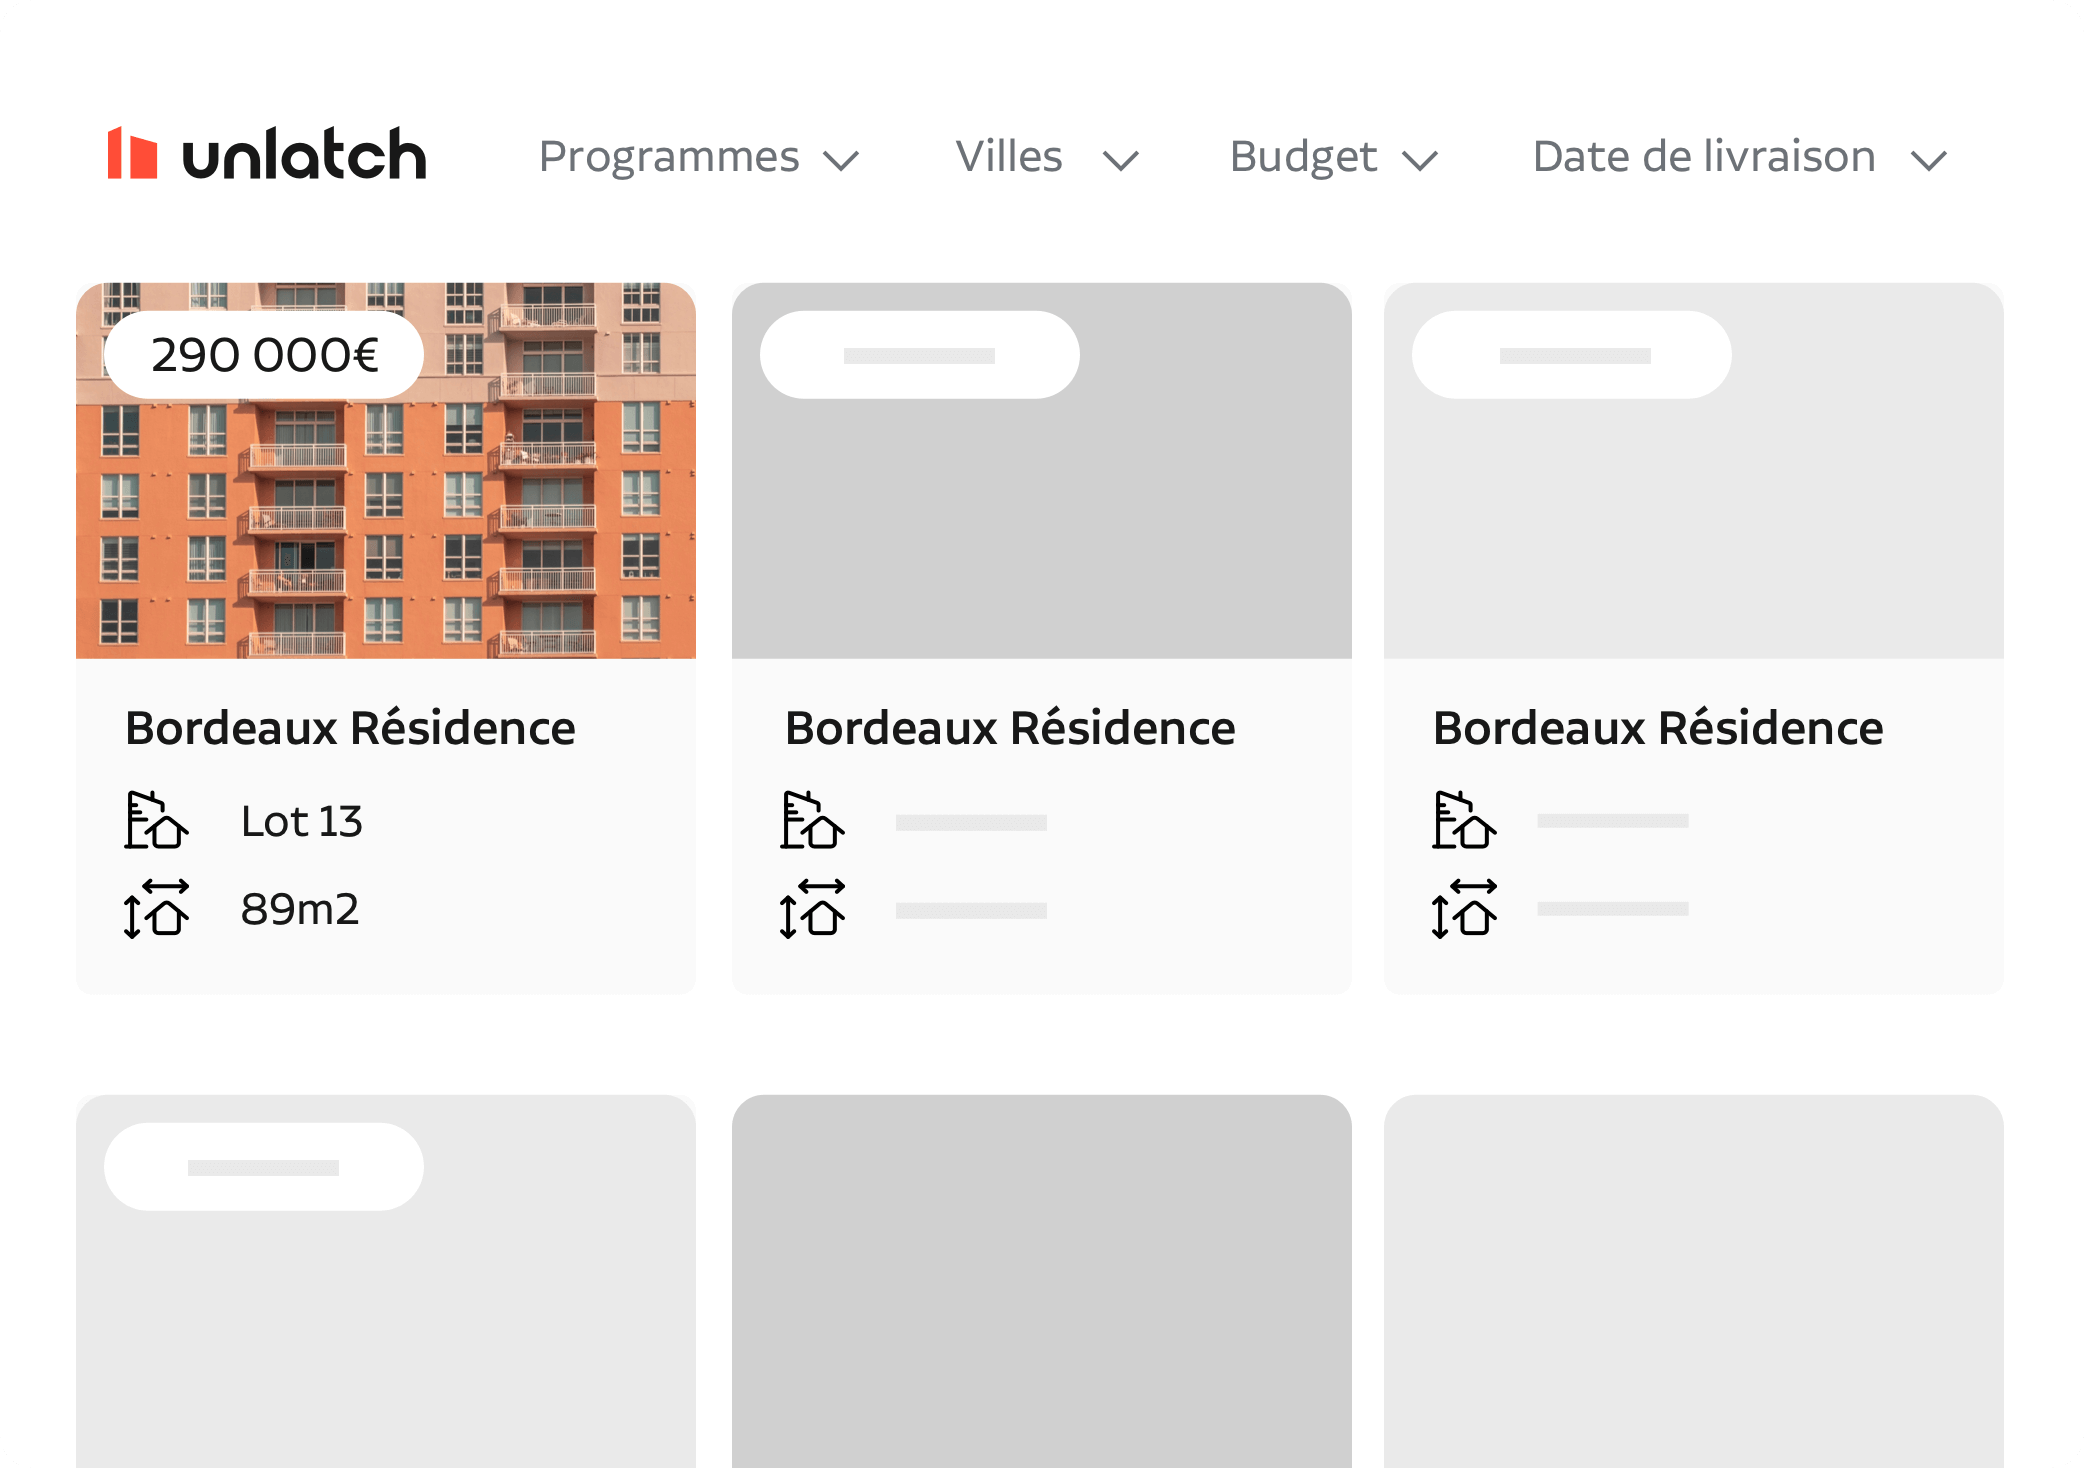 unlatch
Programmes
Villes
Budget
Date de livraison
290 000€
Bordeaux Résidence
Lot 13
89m2
Bordeaux Résidence
Bordeaux Résidence